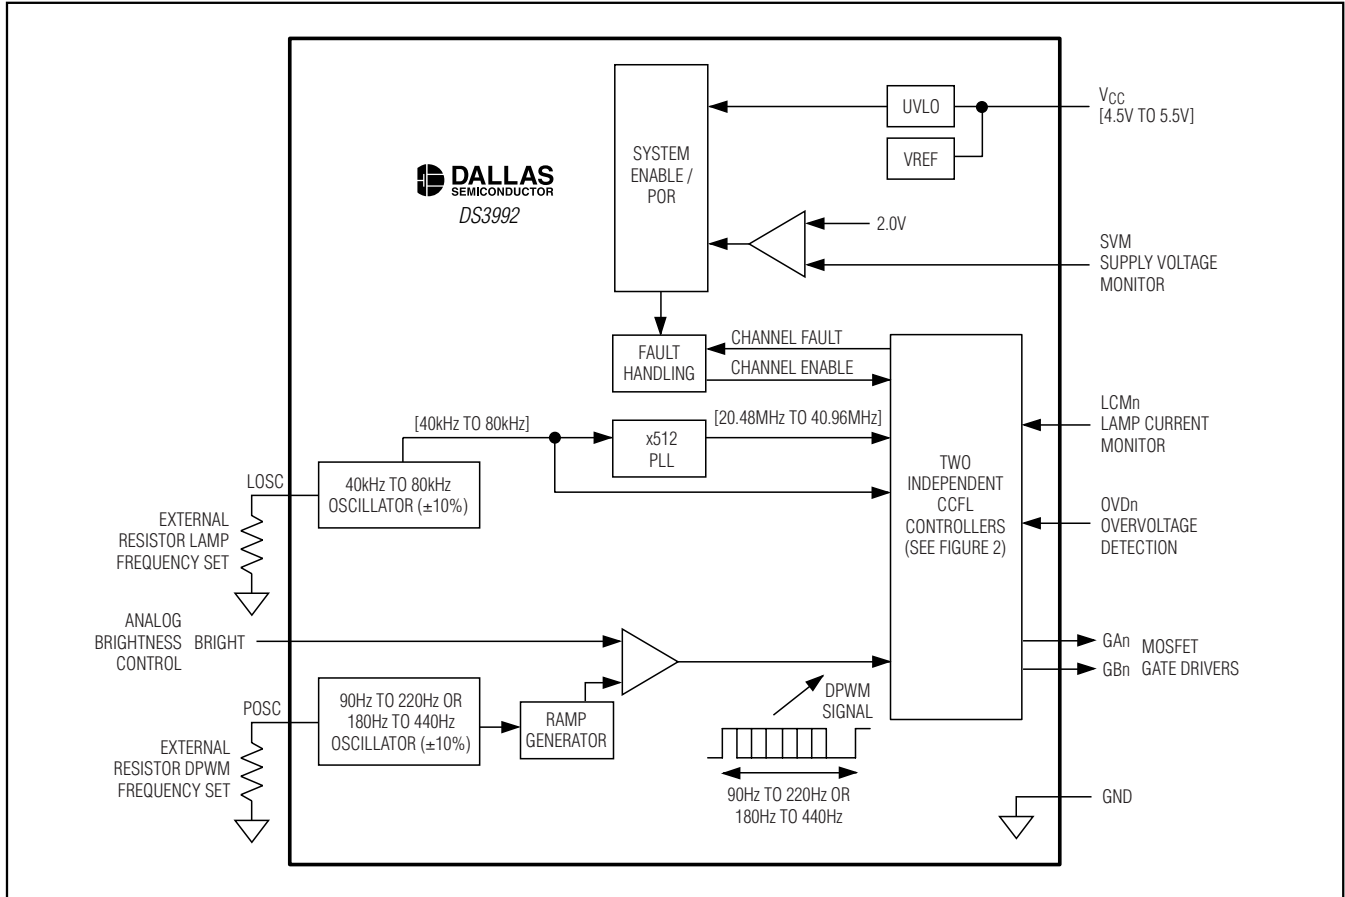 UVLO
VCC
[4.5V TO 5.5V]
VREF
SYSTEM
ENABLE /
POR
DALLAS
SEMICONDUCTOR
DS3992
2.0V
SVM
SUPPLY VOLTAGE
MONITOR
FAULT
HANDLING
CHANNEL FAULT
CHANNEL ENABLE
[40kHz TO 80kHz]
x512
PLL
[20.48MHz TO 40.96MHz]
TWO
INDEPENDENT
CCFL
CONTROLLERS
(SEE FIGURE 2)
LCMn
LAMP CURRENT
MONITOR
OVDn
OVERVOLTAGE
DETECTION
LOSC
40kHz TO 80kHz
OSCILLATOR (±10%)
EXTERNAL
RESISTOR LAMP
FREQUENCY SET
ANALOG
BRIGHTNESS
CONTROL
BRIGHT
GAn
GBn
MOSFET
GATE DRIVERS
POSC
90Hz TO 220Hz OR
180Hz TO 440Hz
OSCILLATOR (±10%)
RAMP
GENERATOR
DPWM
SIGNAL
EXTERNAL
RESISTOR DPWM
FREQUENCY SET
90Hz TO 220Hz OR
180Hz TO 440Hz
GND